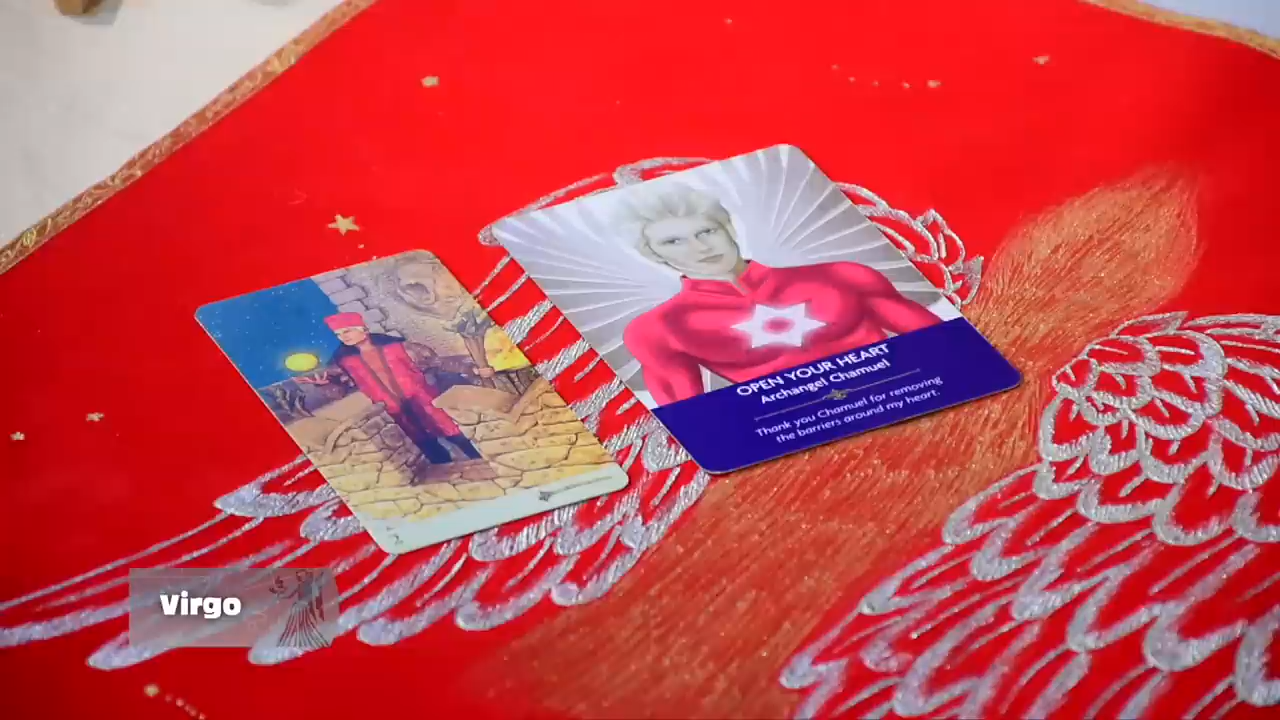 OPEN YOUR HEART
Archangel Chamuel
Thank you Chamuel for removing
the barriers around my heart.
Virgo